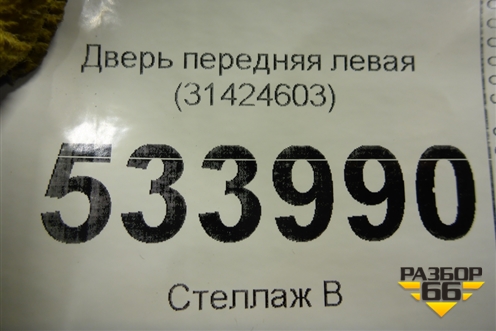 Дверь передняя левая
(31424603)
533990
Стеллаж В
РАЗБОР
66